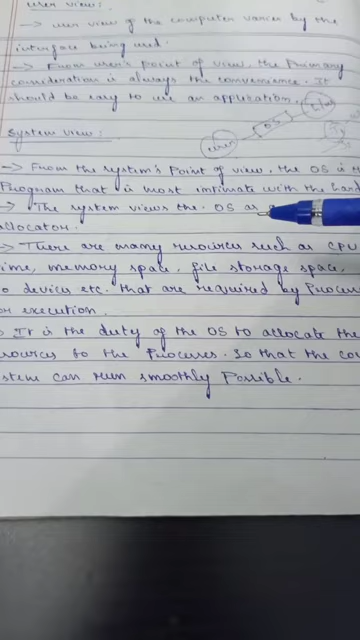 user view:
→ user view of the computer varies by the
interface being used.
→ From user's point of view, the primary
consideration is always the convenience. It
should be easy to use an application.
users
OS
H/w
System view:
→ From the system's point of view, the OS is the
Program that is most intimate with the hard
→ The system views the OS as a
allocator.
→ There are many resources such as CPU
time, memory space, file storage space,
devices etc. that are required by Process
execution.
It is the duty of the OS to allocate the
resources to the Processes. So that the
system can run smoothly Possible.